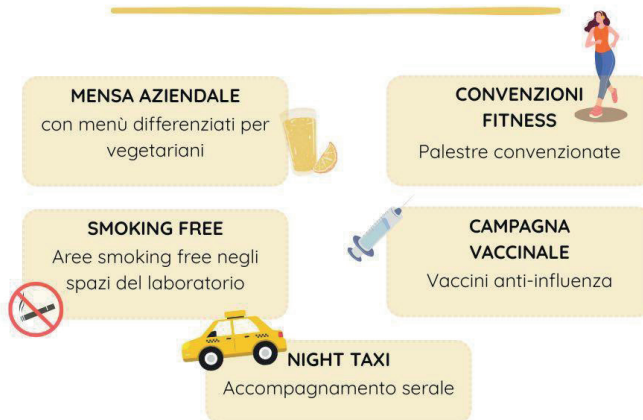 MENSA AZIENDALE
con menù differenziati per
vegetariani
CONVENZIONI
FITNESS
Palestre convenzionate
SMOKING FREE
Aree smoking free negli
spazi del laboratorio
CAMPAGNA
VACCINALE
Vaccini anti-influenza
NIGHT TAXI
Accompagnamento serale